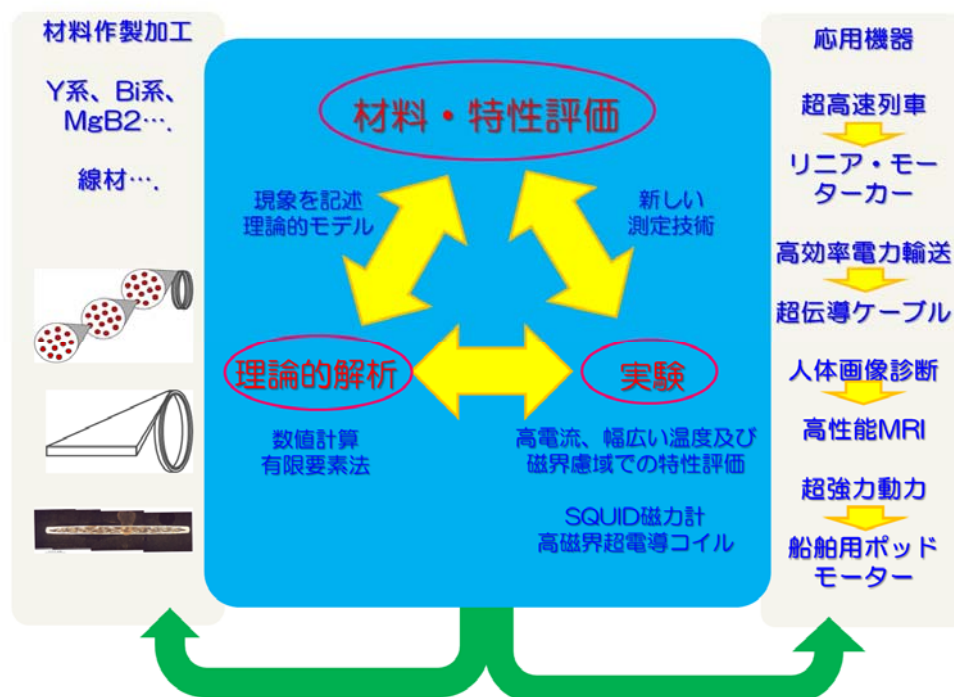 材料作製加工
Y系、Bi系、
MgB2….
線材….
材料・特性評価
現象を記述
理論的モデル
新しい
測定技術
理論的解析
実験
数値計算
有限要素法
高電流、幅広い温度及び
磁界慮域での特性評価
SQUID磁力計
高磁界超電導コイル
応用機器
超高速列車
リニア・モー
ターカー
高効率電力輸送
超伝導ケーブル
人体画像診断
高性能MRI
超強力動力
船舶用ポッド
モーター